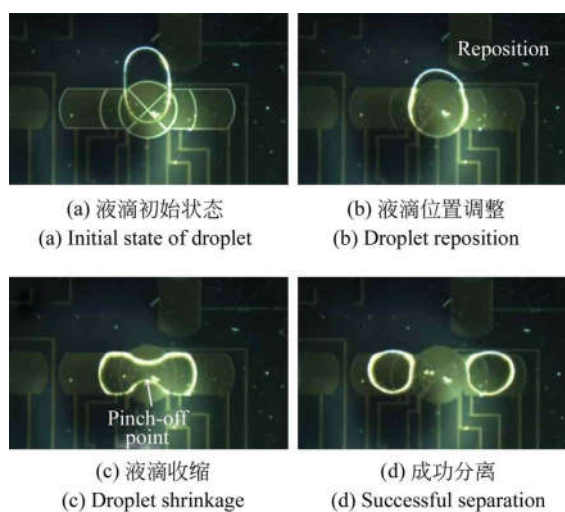 Reposition
(a) 液滴初始状态
(a) Initial state of droplet
(b) 液滴位置调整
(b) Droplet reposition
Pinch-off
point
(c) 液滴收缩
(c) Droplet shrinkage
(d) 成功分离
(d) Successful separation